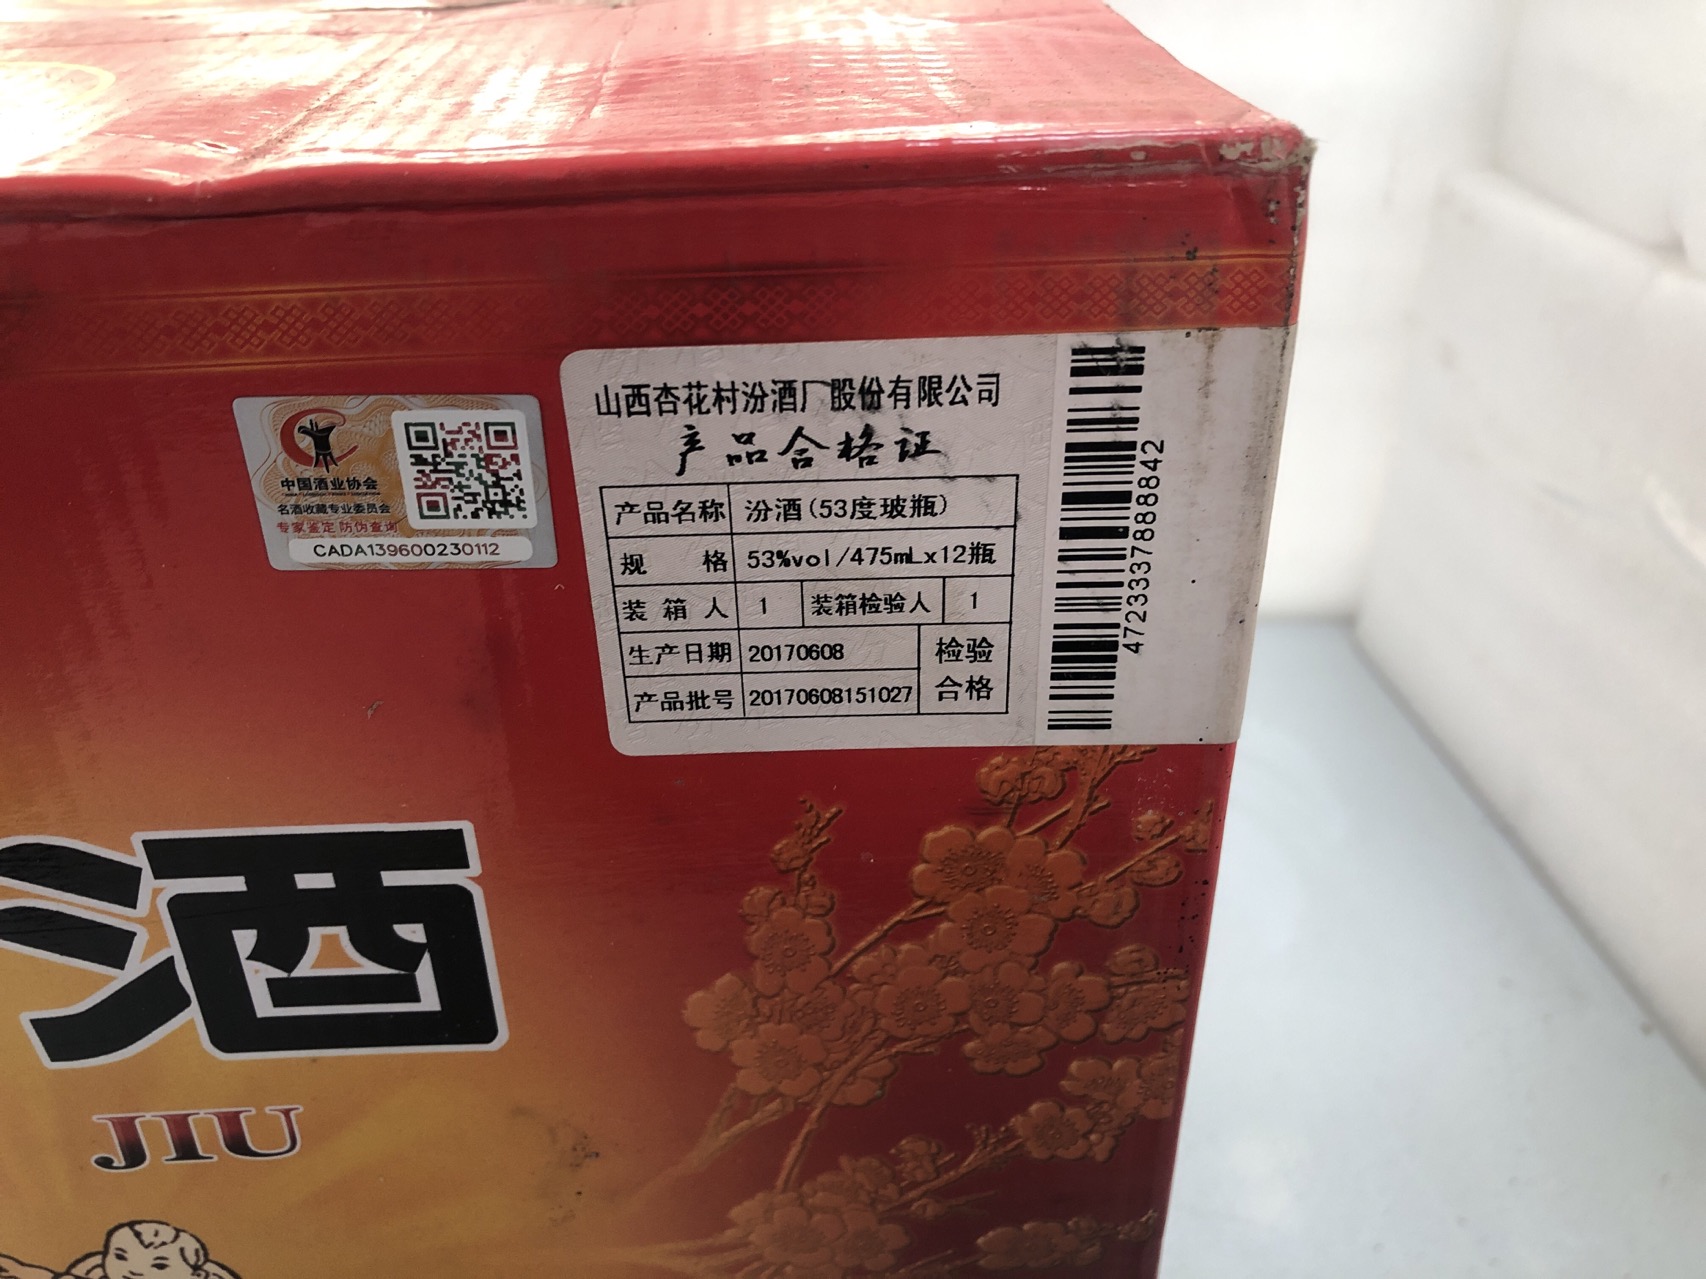 中国酒业协会
名酒收藏专业委员会
专家鉴定 防伪查询
CADA139600230112
山西杏花村汾酒厂股份有限公司
产品合格证
产品名称 汾酒(53度玻瓶)
规 格 53%vol/475mLx12瓶
装箱人 1 装箱检验人 1
生产日期 20170608 检验
产品批号 20170608151027 合格
4723337888842
酒
JIU